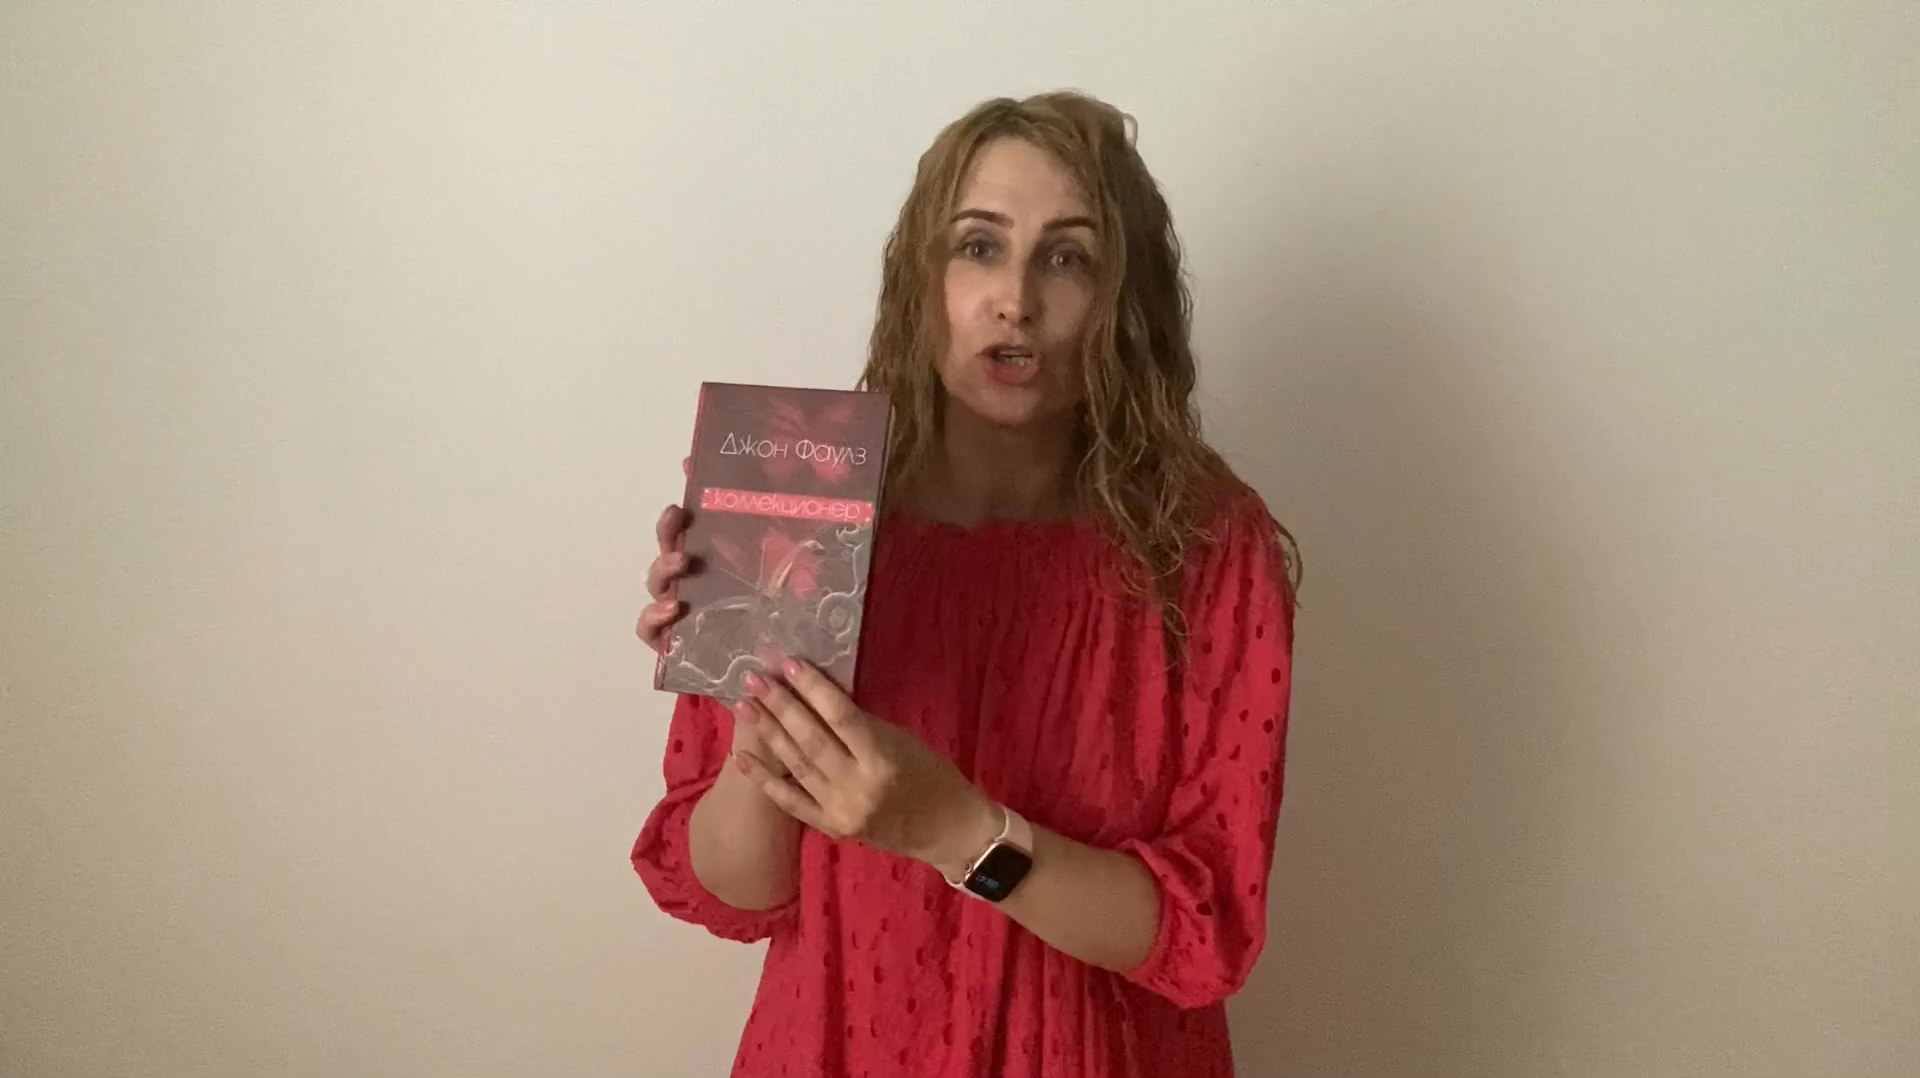 Джон Фаулз
коллекционер